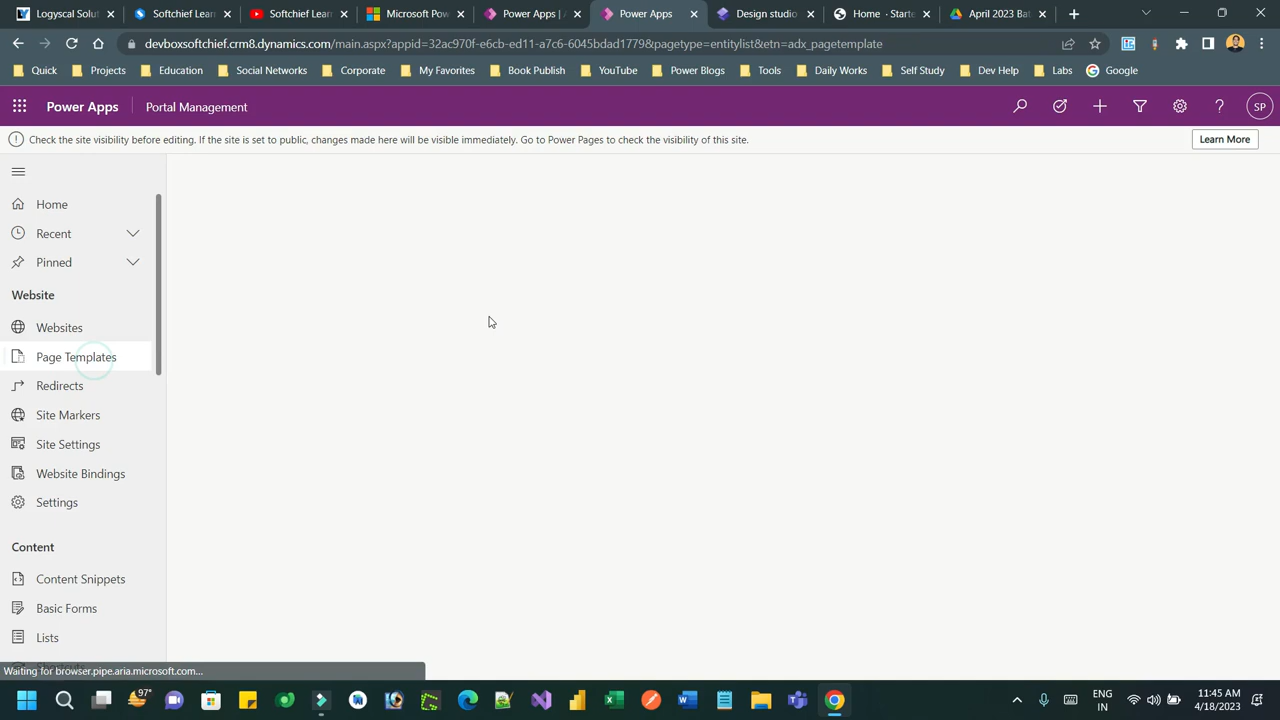 Logyscal Solut
Softchief Learn
Softchief Learn
Microsoft Pow
Power Apps | A
Power Apps
Design studio
Home · Starte
April 2023 Bat
devboxsoftchief.crm8.dynamics.com/main.aspx?appid=32ac970f-e6cb-ed11-a7c6-6045bdad1779&pagetype=entitylist&etn=adx_pagetemplate
Quick
Projects
Education
Social Networks
Corporate
My Favorites
Book Publish
YouTube
Power Blogs
Tools
Daily Works
Self Study
Dev Help
Labs
Google
Power Apps
Portal Management
SP
Check the site visibility before editing. If the site is set to public, changes made here will be visible immediately. Go to Power Pages to check the visibility of this site.
Learn More
Home
Recent
Pinned
Website
Websites
Page Templates
Redirects
Site Markers
Site Settings
Website Bindings
Settings
Content
Content Snippets
Basic Forms
Lists
Waiting for browser.pipe.aria.microsoft.com...
97°
ENG
IN
11:45 AM
4/18/2023